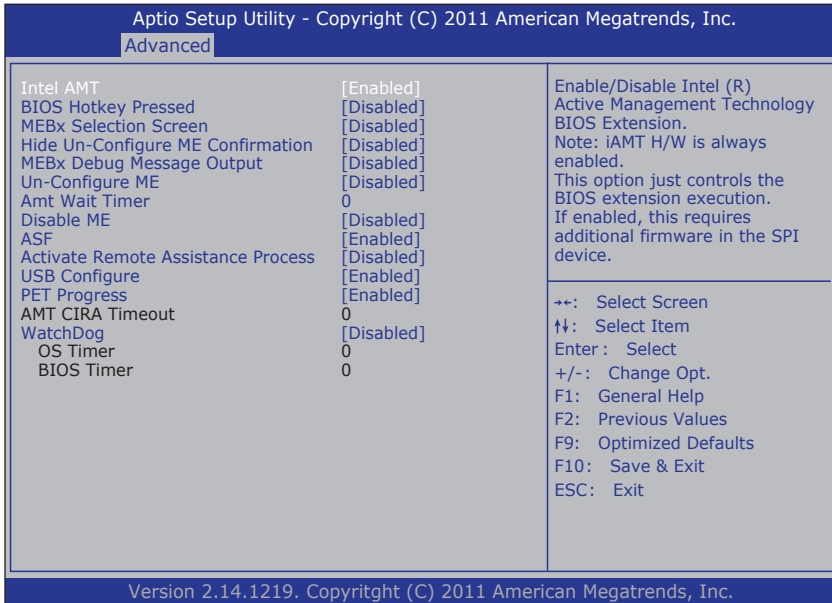 Aptio Setup Utility - Copyright (C) 2011 American Megatrends, Inc.
Advanced
Intel AMT [Enabled]
BIOS Hotkey Pressed [Disabled]
MEBx Selection Screen [Disabled]
Hide Un-Configure ME Confirmation [Disabled]
MEBx Debug Message Output [Disabled]
Un-Configure ME [Disabled]
Amt Wait Timer 0
Disable ME [Disabled]
ASF [Enabled]
Activate Remote Assistance Process [Disabled]
USB Configure [Enabled]
PET Progress [Enabled]
AMT CIRA Timeout 0
WatchDog [Disabled]
OS Timer 0
BIOS Timer 0
Enable/Disable Intel (R)
Active Management Technology
BIOS Extension.
Note: iAMT H/W is always
enabled.
This option just controls the
BIOS extension execution.
If enabled, this requires
additional firmware in the SPI
device.
→←: Select Screen
↑↓: Select Item
Enter : Select
+/-: Change Opt.
F1: General Help
F2: Previous Values
F9: Optimized Defaults
F10: Save & Exit
ESC: Exit
Version 2.14.1219. Copyritght (C) 2011 American Megatrends, Inc.